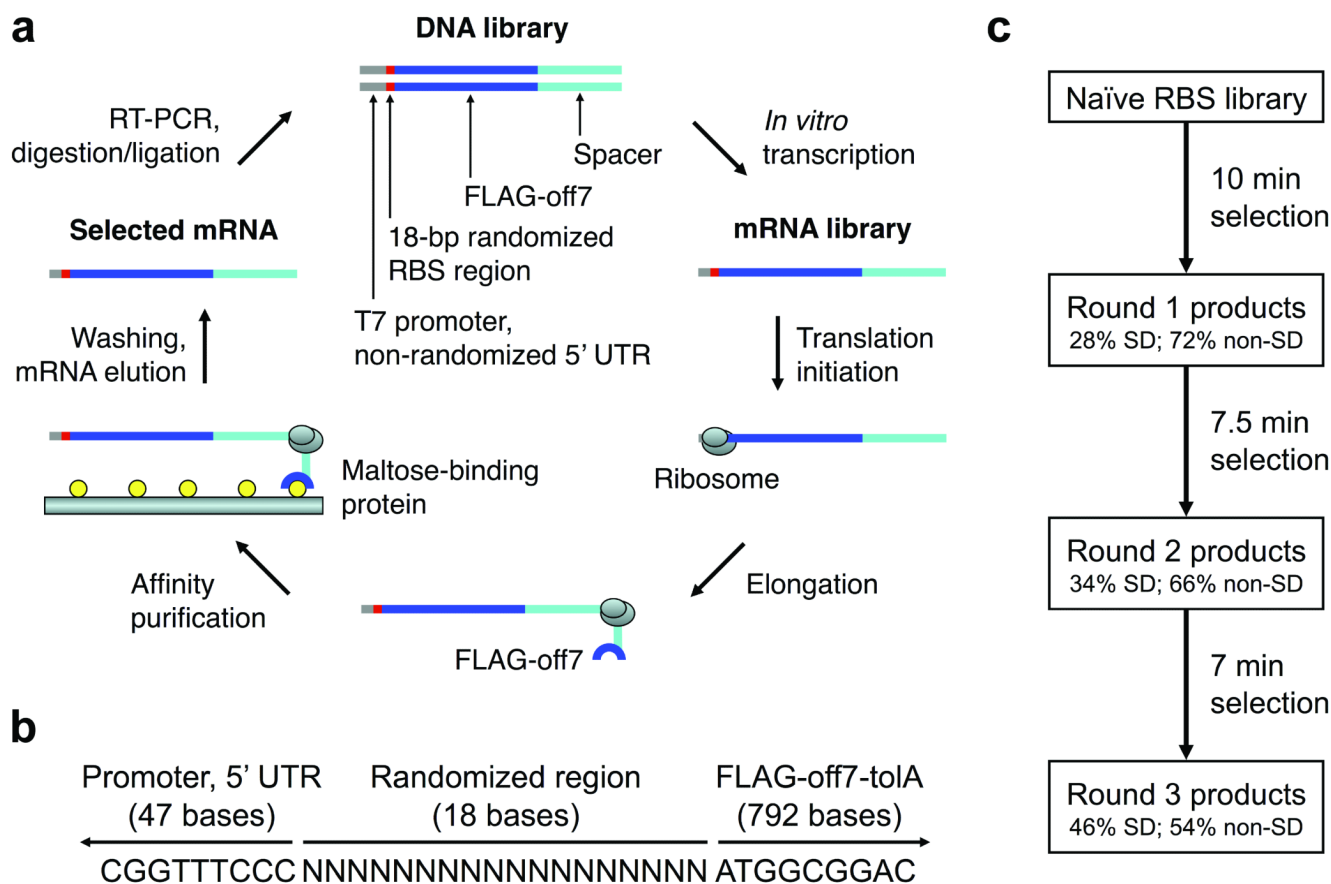 a
DNA library
RT-PCR,
digestion/ligation
In vitro
transcription
Spacer
FLAG-off7
18-bp randomized
RBS region
T7 promoter,
non-randomized 5’ UTR
Selected mRNA
mRNA library
Washing,
mRNA elution
Translation
initiation
Maltose-binding
protein
Ribosome
Affinity
purification
Elongation
FLAG-off7
b
Promoter, 5’ UTR
(47 bases)
Randomized region
(18 bases)
FLAG-off7-tolA
(792 bases)
CGGTTTCCC NNNNNNNNNNNNNNNNNN ATGGCGGAC
c
Naïve RBS library
10 min
selection
Round 1 products
28% SD; 72% non-SD
7.5 min
selection
Round 2 products
34% SD; 66% non-SD
7 min
selection
Round 3 products
46% SD; 54% non-SD